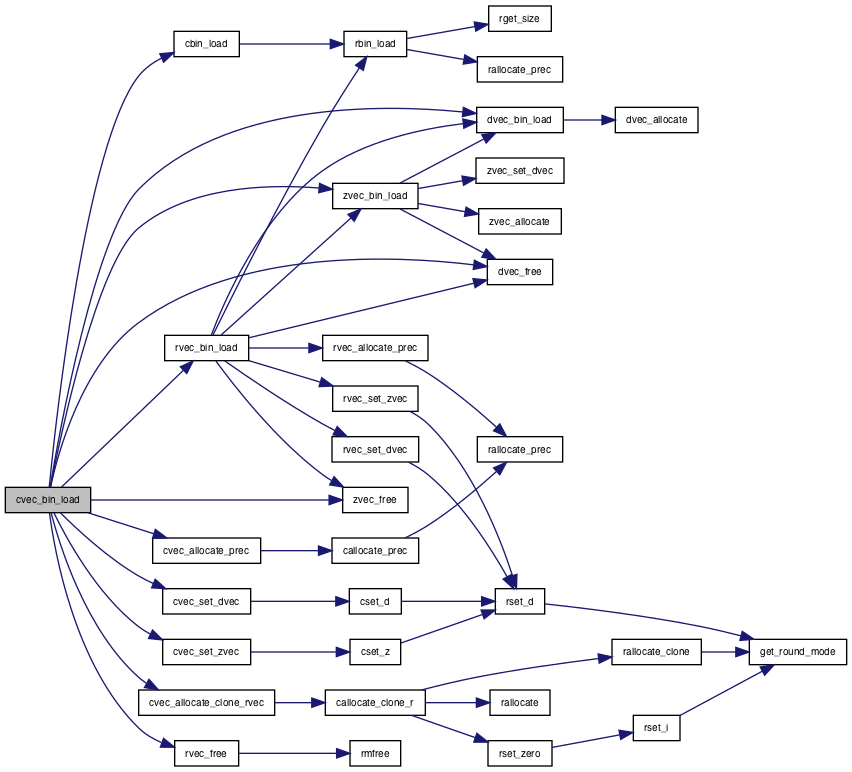 rget_size
cbin_load
rbin_load
rallocate_prec
dvec_bin_load
dvec_allocate
zvec_set_dvec
zvec_bin_load
zvec_allocate
dvec_free
rvec_bin_load
rvec_allocate_prec
rvec_set_zvec
rvec_set_dvec
rallocate_prec
cvec_bin_load
zvec_free
cvec_allocate_prec
callocate_prec
cvec_set_dvec
cset_d
rset_d
cvec_set_zvec
cset_z
rallocate_clone
get_round_mode
cvec_allocate_clone_rvec
callocate_clone_r
rallocate
rset_i
rvec_free
rmfree
rset_zero